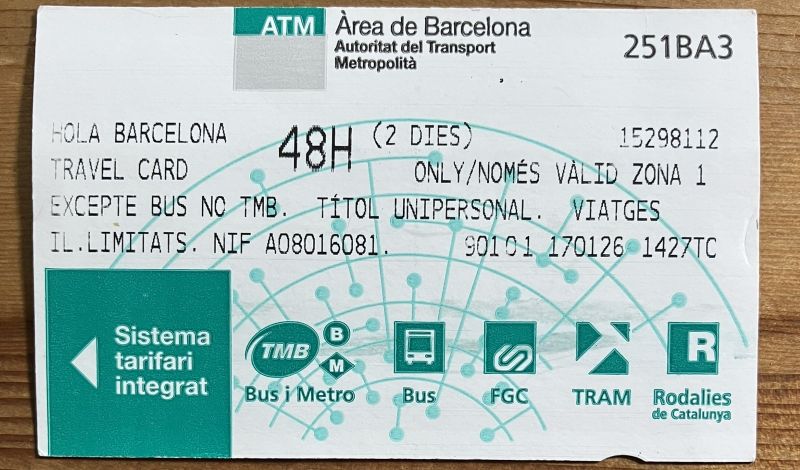 ATM
Àrea de Barcelona
Autoritat del Transport
Metropolità
251BA3
HOLA BARCELONA 48H (2 DIES) 15298112
TRAVEL CARD ONLY/NOMÉS VÀLID ZONA 1
EXCEPTE BUS NO TMB. TÍTOL UNIPERSONAL. VIATGES
IL.LIMITATS. NIF A08016081. 90101 170126 1427TC
Sistema
tarifari
integrat
TMB B M
Bus i Metro
Bus
FGC
TRAM
R
Rodalies
de Catalunya